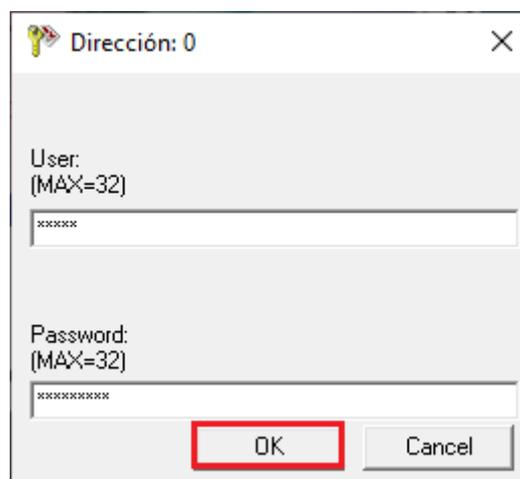 Dirección: 0
User:
(MAX=32)
*****
Password:
(MAX=32)
*********
OK Cancel